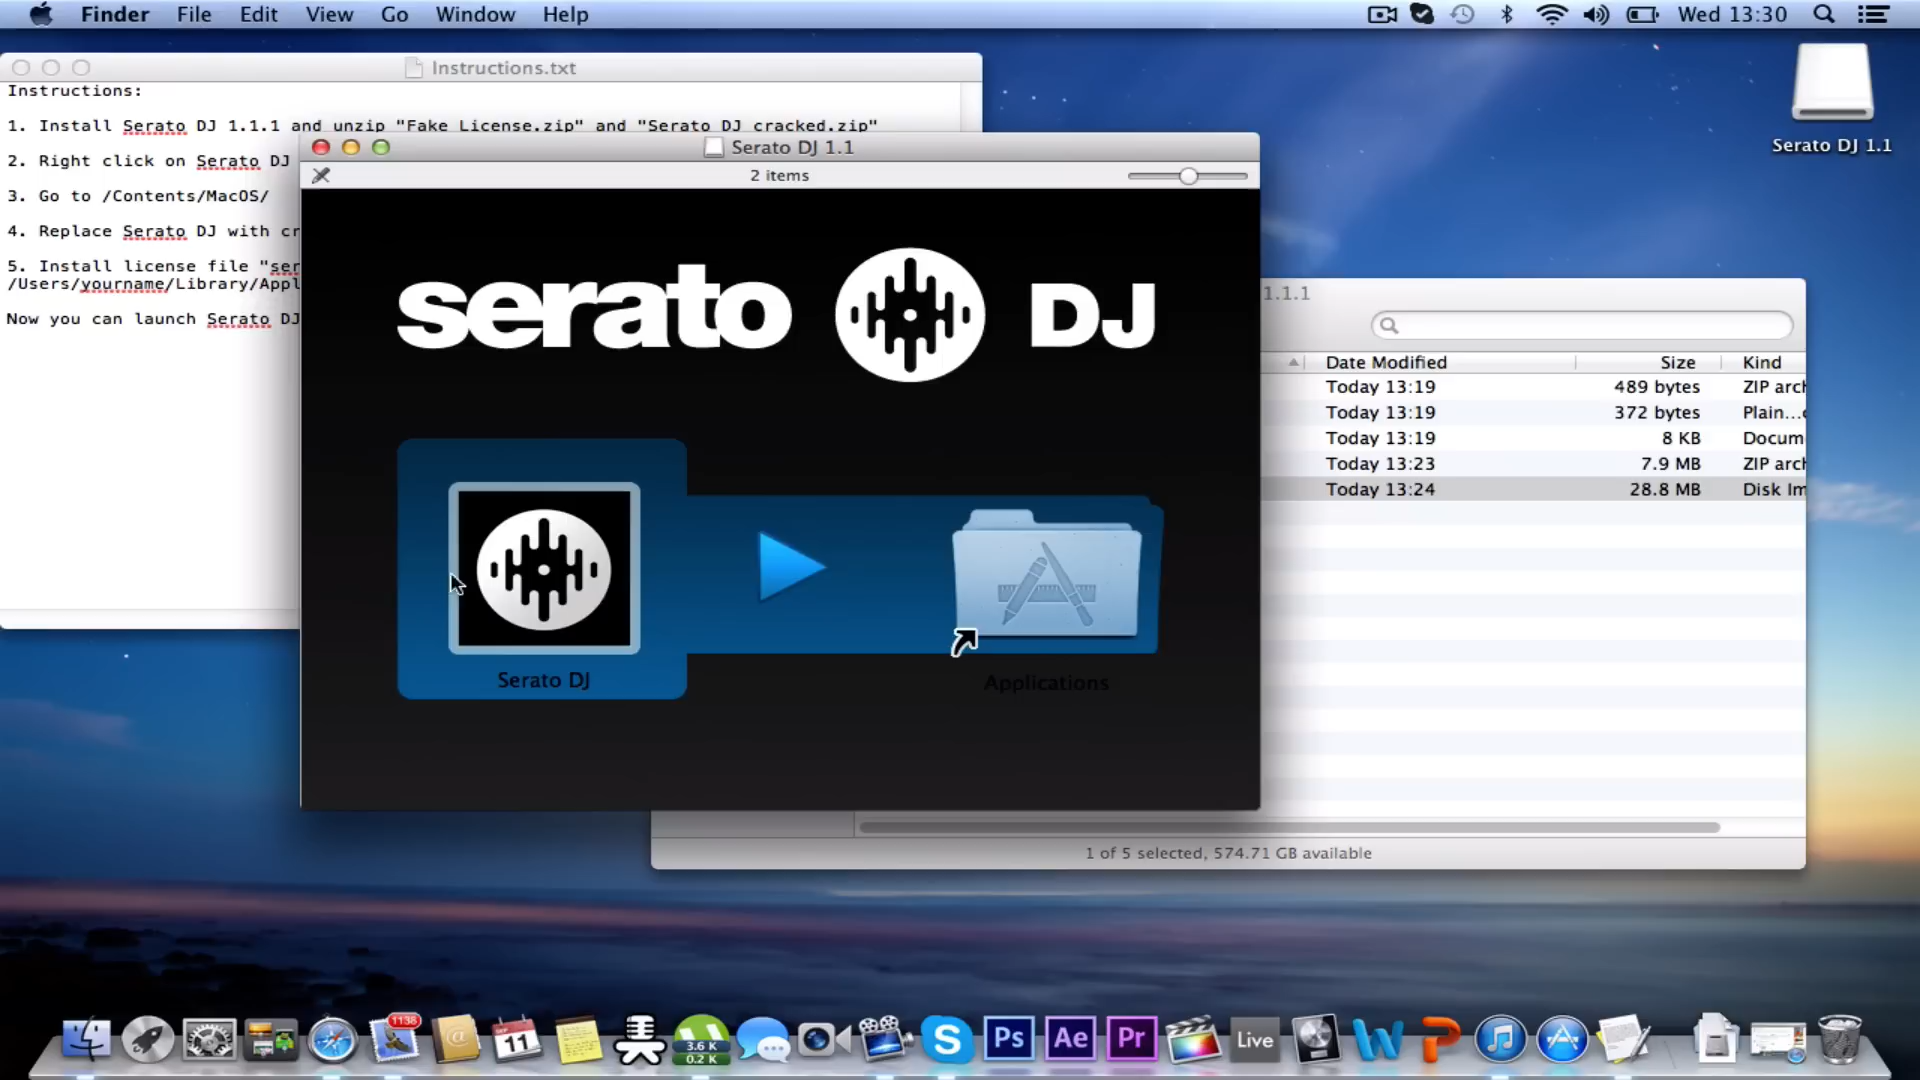 Finder File Edit View Go Window Help Wed 13:30
Instructions.txt
Instructions:
1. Install Serato DJ 1.1.1 and unzip "Fake License.zip" and "Serato DJ cracked.zip"
2. Right click on Serato DJ
3. Go to /Contents/MacOS/
4. Replace Serato DJ with cr
5. Install license file "ser
/Users/yourname/Library/Appl
Now you can launch Serato DJ
Serato DJ 1.1
2 items
serato DJ
Serato DJ
Applications
Serato DJ 1.1
1.1.1
Date Modified Size Kind
Today 13:19 489 bytes ZIP arch
Today 13:19 372 bytes Plain...
Today 13:19 8 KB Docum
Today 13:23 7.9 MB ZIP arch
Today 13:24 28.8 MB Disk Im
1 of 5 selected, 574.71 GB available
1138
SEP
11
3.6 K
0.2 K
S
Ps
Ae
Pr
Live
W
P